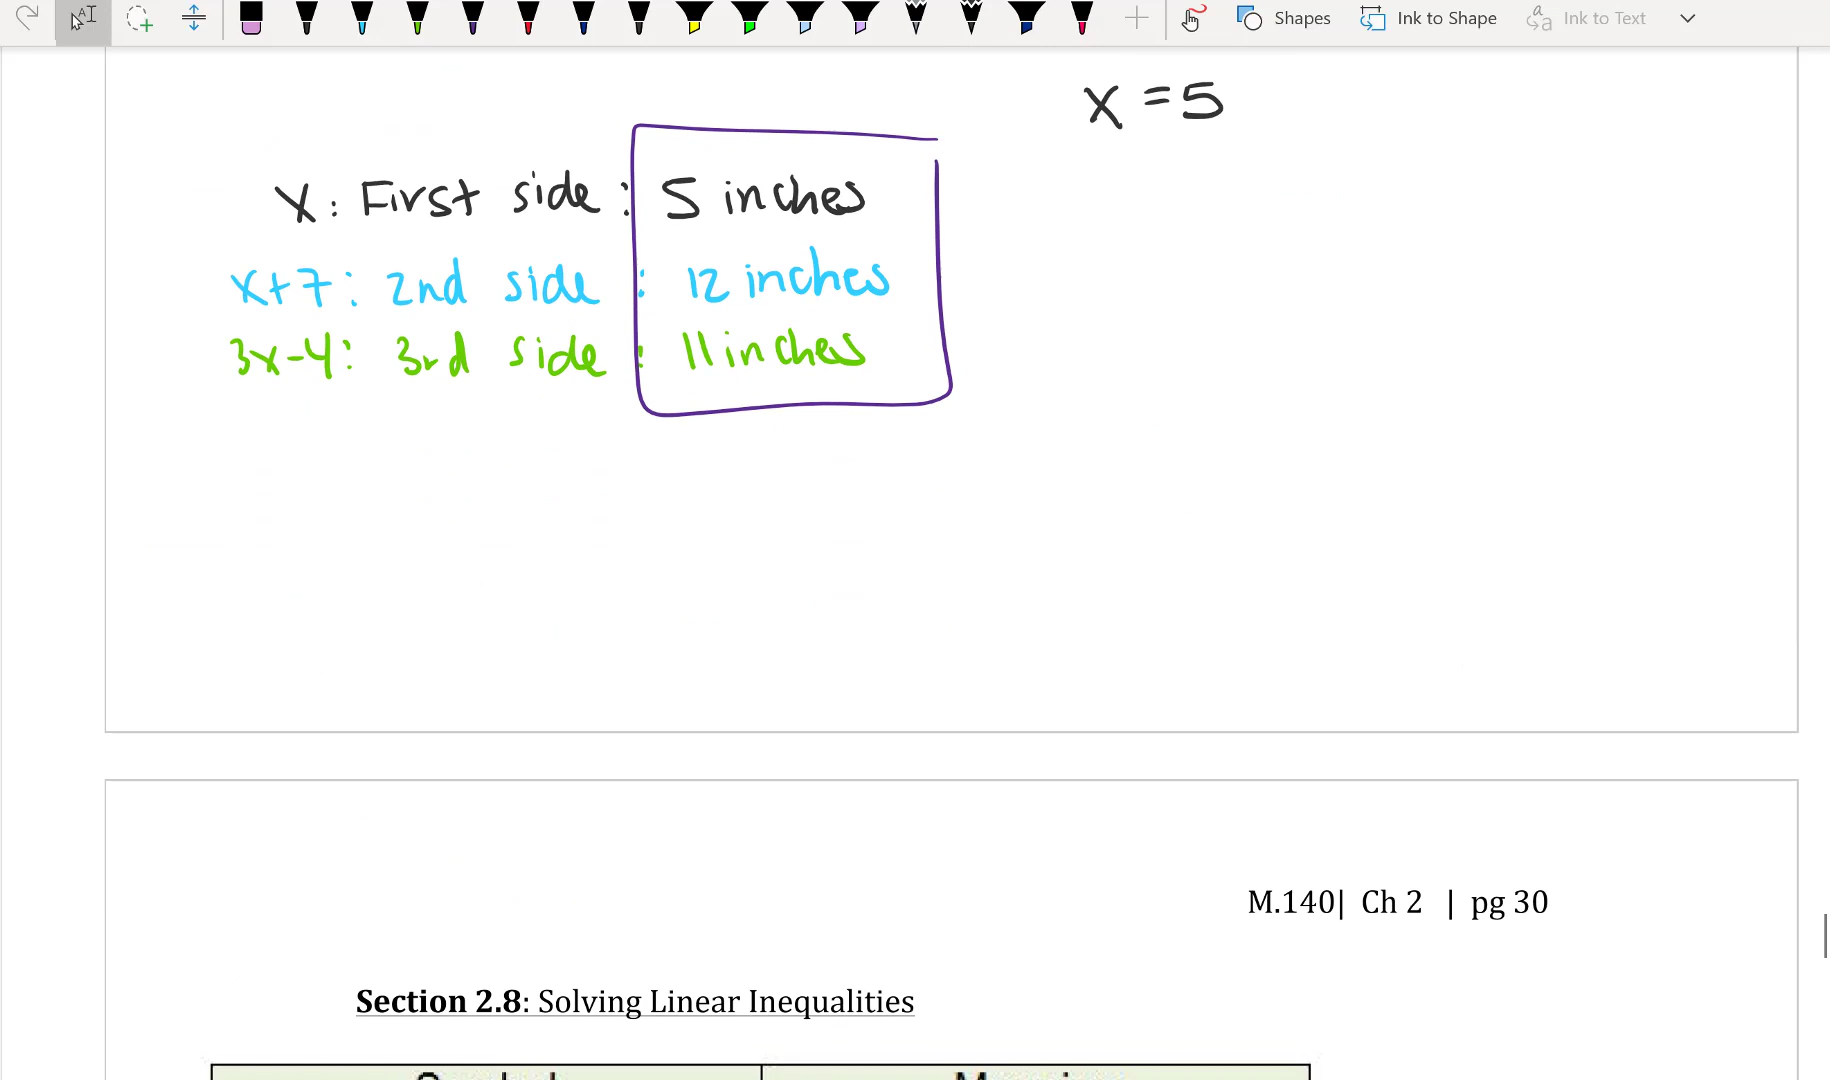 Shapes Ink to Shape Ink to Text
x = 5
x: First side: 5 inches
x+7: 2nd side: 12 inches
3x-4: 3rd side: 11 inches
M.140| Ch 2 | pg 30
Section 2.8: Solving Linear Inequalities